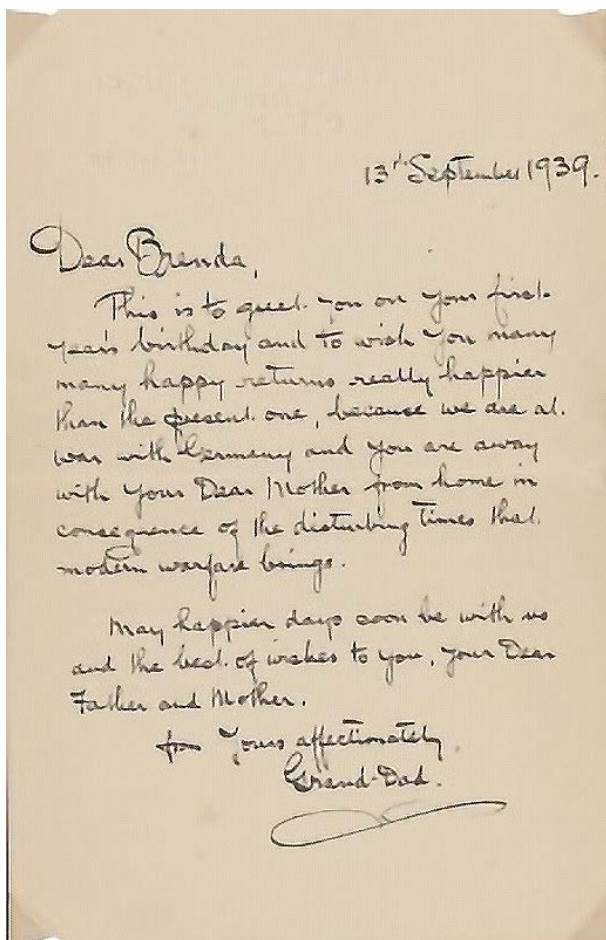 13th September 1939.
Dear Brenda,
This is to greet you on your first
year's birthday and to wish you many
many happy returns really happier
than the present one, because we are at
war with Germany and you are away
with your Dear Mother from home in
consequence of the disturbing times that
modern warfare brings.
May happier days soon be with us
and the best of wishes to you, your Dear
Father and Mother.
from Yours affectionately
Grand-Dad.